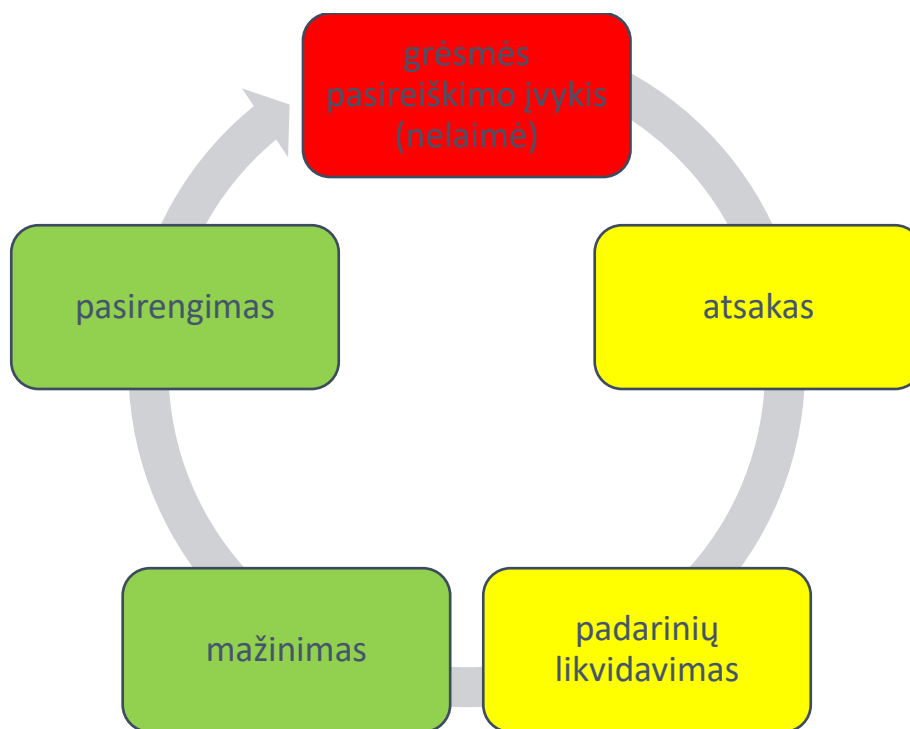 grėsmės
pasireiškimo įvykis
(nelaimė)
pasirengimas
atsakas
mažinimas
padarinių
likvidavimas